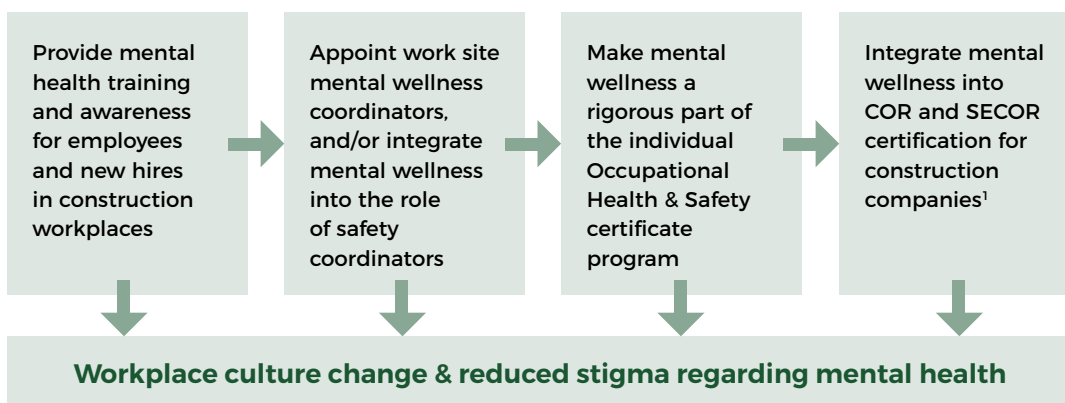 Provide mental
health training
and awareness
for employees
and new hires
in construction
workplaces
Appoint work site
mental wellness
coordinators,
and/or integrate
mental wellness
into the role
of safety
coordinators
Make mental
wellness a
rigorous part of
the individual
Occupational
Health & Safety
certificate
program
Integrate mental
wellness into
COR and SECOR
certification for
construction
companies¹
Workplace culture change & reduced stigma regarding mental health